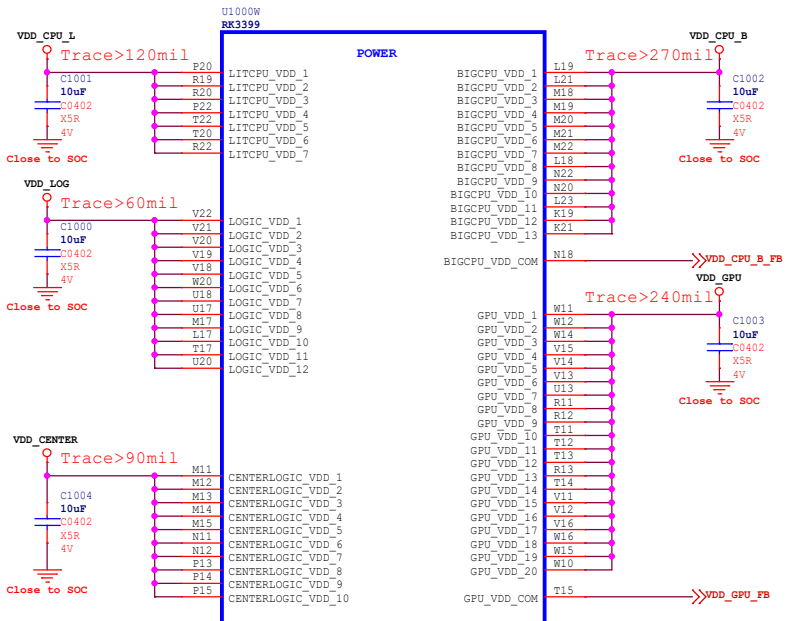 U1000W
RK3399
POWER
VDD_CPU_L
Trace>120mil
C1001
10uF
C0402
X5R
4V
Close to SOC
P20 LITCPU_VDD_1
R19 LITCPU_VDD_2
R20 LITCPU_VDD_3
P22 LITCPU_VDD_4
T22 LITCPU_VDD_5
T20 LITCPU_VDD_6
R22 LITCPU_VDD_7
VDD_LOG
Trace>60mil
C1000
10uF
C0402
X5R
4V
Close to SOC
V22 LOGIC_VDD_1
V21 LOGIC_VDD_2
V20 LOGIC_VDD_3
V19 LOGIC_VDD_4
V18 LOGIC_VDD_5
W20 LOGIC_VDD_6
U18 LOGIC_VDD_7
U17 LOGIC_VDD_8
M17 LOGIC_VDD_9
L17 LOGIC_VDD_10
T17 LOGIC_VDD_11
U20 LOGIC_VDD_12
VDD_CENTER
Trace>90mil
C1004
10uF
C0402
X5R
4V
Close to SOC
M11 CENTERLOGIC_VDD_1
M12 CENTERLOGIC_VDD_2
M13 CENTERLOGIC_VDD_3
M14 CENTERLOGIC_VDD_4
M15 CENTERLOGIC_VDD_5
N11 CENTERLOGIC_VDD_6
N12 CENTERLOGIC_VDD_7
P13 CENTERLOGIC_VDD_8
P14 CENTERLOGIC_VDD_9
P15 CENTERLOGIC_VDD_10
VDD_CPU_B
Trace>270mil
C1002
10uF
C0402
X5R
4V
Close to SOC
BIGCPU_VDD_1 L19
BIGCPU_VDD_2 L21
BIGCPU_VDD_3 M18
BIGCPU_VDD_4 M19
BIGCPU_VDD_5 M20
BIGCPU_VDD_6 M21
BIGCPU_VDD_7 M22
BIGCPU_VDD_8 L18
BIGCPU_VDD_9 N22
BIGCPU_VDD_10 N20
BIGCPU_VDD_11 L23
BIGCPU_VDD_12 K19
BIGCPU_VDD_13 K21
BIGCPU_VDD_COM N18 VDD_CPU_B_FB
VDD_GPU
Trace>240mil
C1003
10uF
C0402
X5R
4V
Close to SOC
GPU_VDD_1 W11
GPU_VDD_2 W12
GPU_VDD_3 W14
GPU_VDD_4 V15
GPU_VDD_5 V14
GPU_VDD_6 V13
GPU_VDD_7 U13
GPU_VDD_8 R11
GPU_VDD_9 R12
GPU_VDD_10 T11
GPU_VDD_11 T12
GPU_VDD_12 T13
GPU_VDD_13 R13
GPU_VDD_14 T14
GPU_VDD_15 V11
GPU_VDD_16 V12
GPU_VDD_17 V16
GPU_VDD_18 W16
GPU_VDD_19 W15
GPU_VDD_20 W10
GPU_VDD_COM T15 VDD_GPU_FB